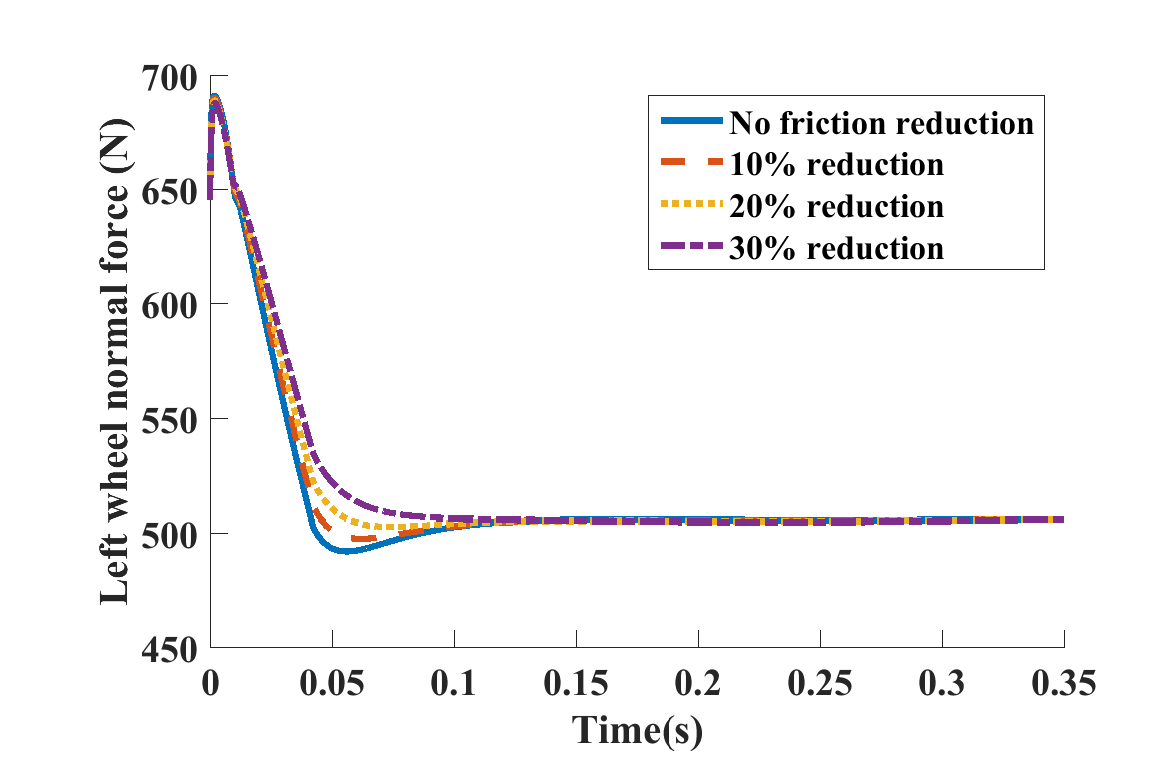 700
650
600
550
500
450
0
0.05
0.1
0.15
0.2
0.25
0.3
0.35
Left wheel normal force (N)
Time(s)
No friction reduction
10% reduction
20% reduction
30% reduction